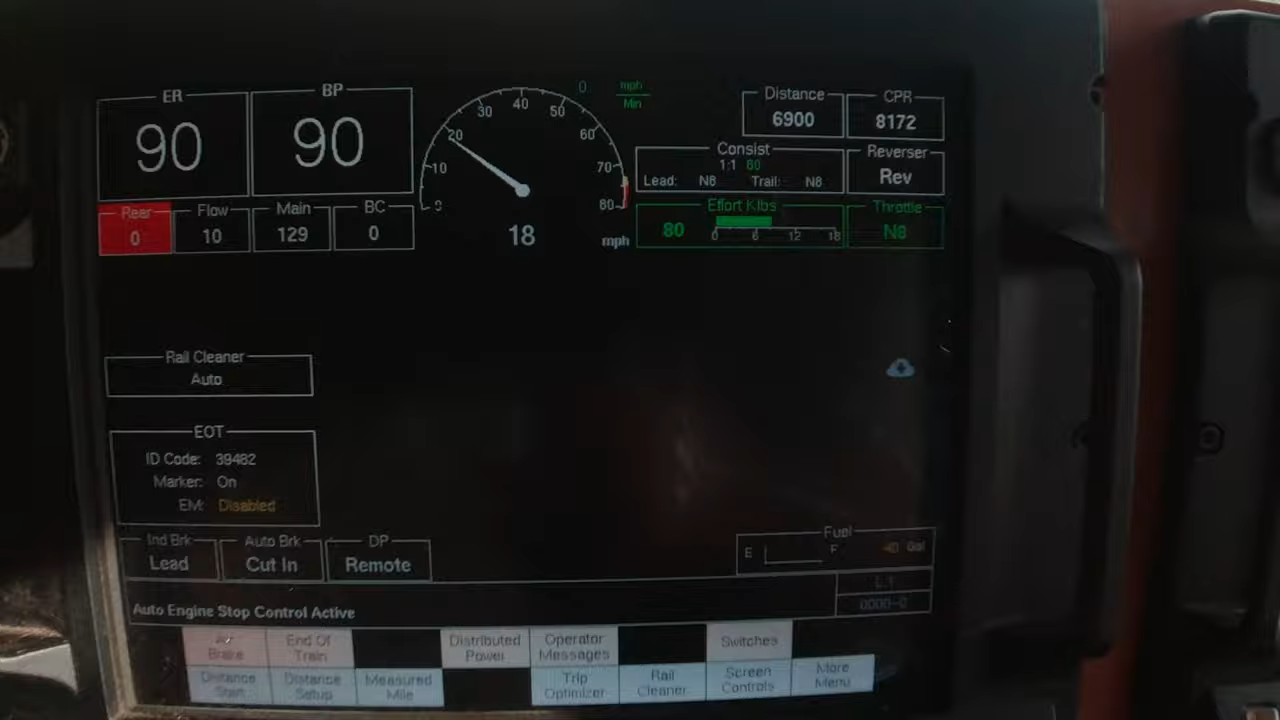 ER
90
BP
90
Rear
0
Flow
10
Main
129
BC
0
0 10 20 30 40 50 60 70 80
18
mph
0 mph
Min
Distance
6900
CPR
8172
Consist
1:1 80
Lead: N8 Trail: N8
Reverser
Rev
Effort Klbs
80
0 6 12 18
Throttle
N8
Rail Cleaner
Auto
EOT
ID Code: 39482
Marker: On
EM: Disabled
Ind Brk
Lead
Auto Brk
Cut In
DP
Remote
Fuel
E F Gal
Auto Engine Stop Control Active
0000-0
Air
Brake
End Of
Train
Distributed
Power
Operator
Messages
Switches
Distance
Start
Distance
Setup
Measured
Mile
Trip
Optimizer
Rail
Cleaner
Screen
Controls
More
Menu